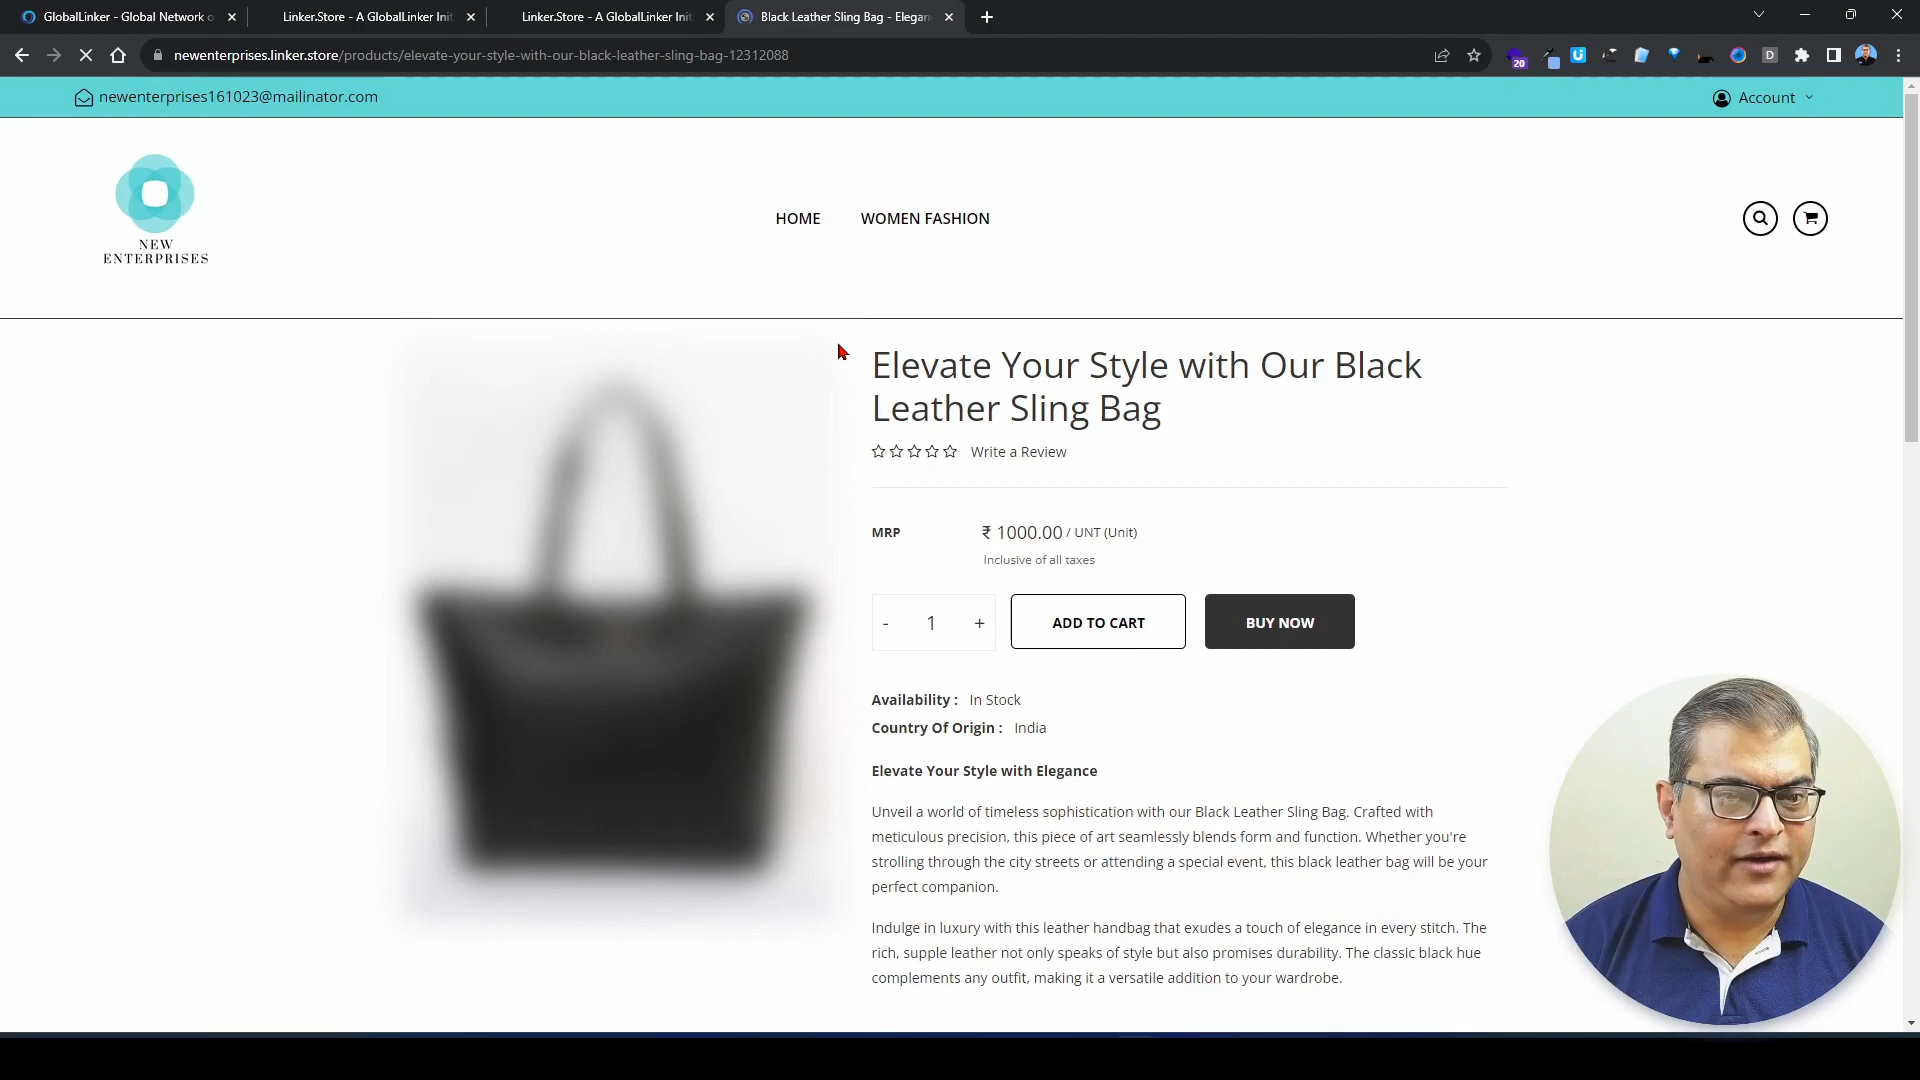 GlobalLinker - Global Network o
Linker.Store - A GlobalLinker Init
Linker.Store - A GlobalLinker Init
Black Leather Sling Bag - Elegan
newenterprises.linker.store/products/elevate-your-style-with-our-black-leather-sling-bag-12312088
20
D
newenterprises161023@mailinator.com
Account
NEW
ENTERPRISES
HOME
WOMEN FASHION
Elevate Your Style with Our Black
Leather Sling Bag
Write a Review
MRP
₹ 1000.00 / UNT (Unit)
Inclusive of all taxes
- 1 +
ADD TO CART
BUY NOW
Availability : In Stock
Country Of Origin : India
Elevate Your Style with Elegance
Unveil a world of timeless sophistication with our Black Leather Sling Bag. Crafted with
meticulous precision, this piece of art seamlessly blends form and function. Whether you're
strolling through the city streets or attending a special event, this black leather bag will be your
perfect companion.
Indulge in luxury with this leather handbag that exudes a touch of elegance in every stitch. The
rich, supple leather not only speaks of style but also promises durability. The classic black hue
complements any outfit, making it a versatile addition to your wardrobe.